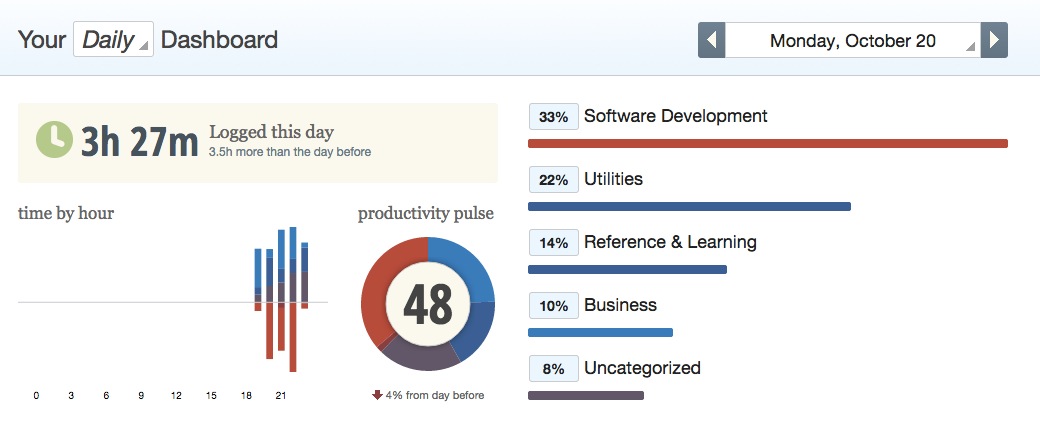 Your Daily Dashboard
Monday, October 20
3h 27m
Logged this day
3.5h more than the day before
time by hour
0 3 6 9 12 15 18 21
productivity pulse
48
4% from day before
33% Software Development
22% Utilities
14% Reference & Learning
10% Business
8% Uncategorized